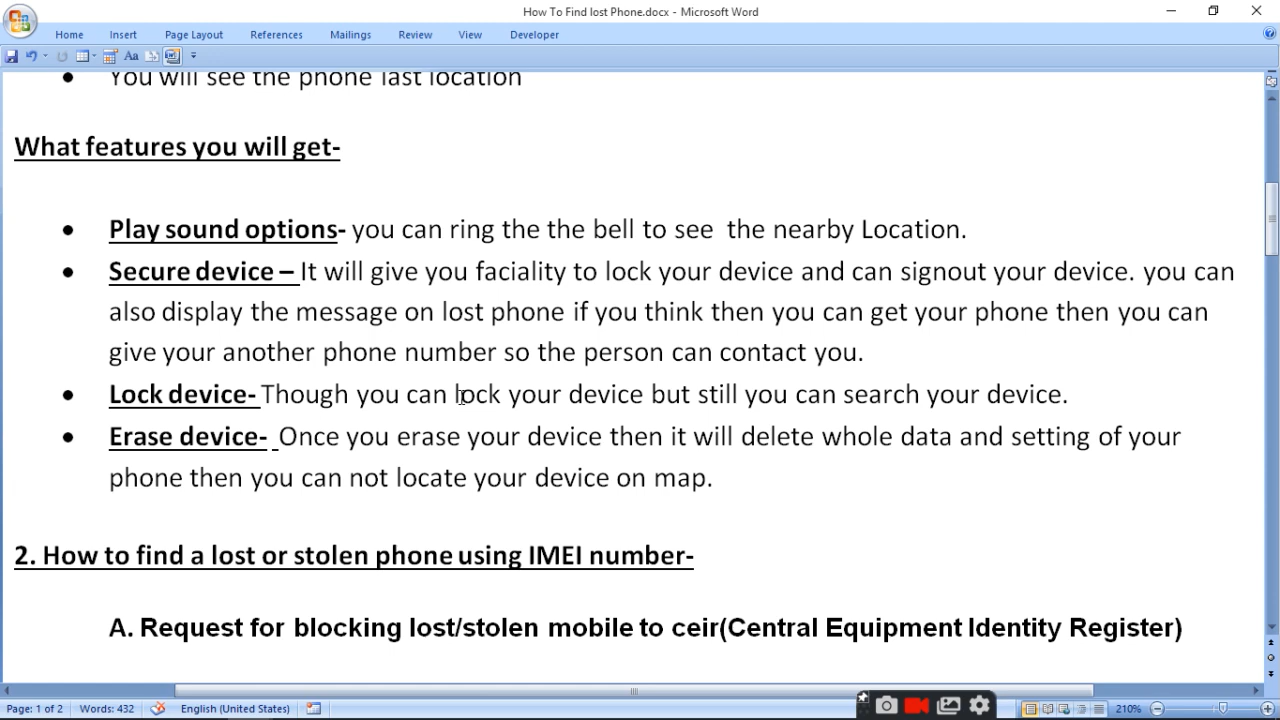 How To Find lost Phone.docx - Microsoft Word
Home Insert Page Layout References Mailings Review View Developer
Aa
You will see the phone last location
What features you will get-
Play sound options- you can ring the the bell to see the nearby Location.
Secure device – It will give you faciality to lock your device and can signout your device. you can
also display the message on lost phone if you think then you can get your phone then you can
give your another phone number so the person can contact you.
Lock device- Though you can lock your device but still you can search your device.
Erase device- Once you erase your device then it will delete whole data and setting of your
phone then you can not locate your device on map.
2. How to find a lost or stolen phone using IMEI number-
A. Request for blocking lost/stolen mobile to ceir(Central Equipment Identity Register)
Page: 1 of 2 Words: 432 English (United States) 210%